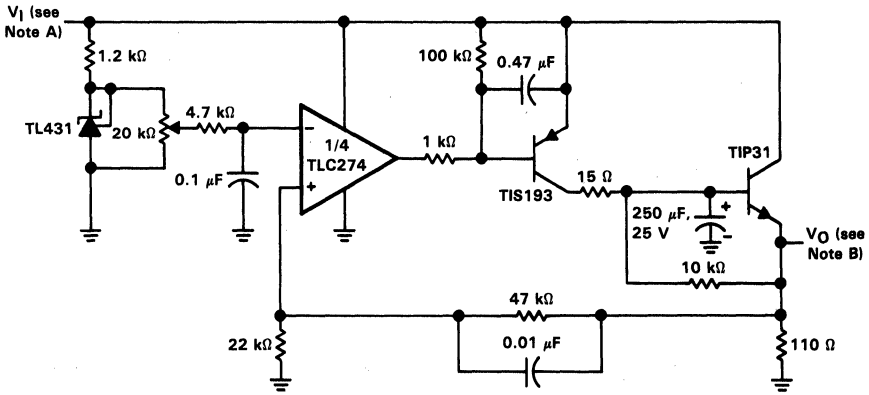 VI (see
Note A)
1.2 kΩ
TL431
20 kΩ
4.7 kΩ
0.1 μF
−
1/4
TLC274
+
100 kΩ
0.47 μF
1 kΩ
TIS193
15 Ω
TIP31
250 μF,
25 V
+
−
VO (see
Note B)
10 kΩ
47 kΩ
0.01 μF
22 kΩ
110 Ω